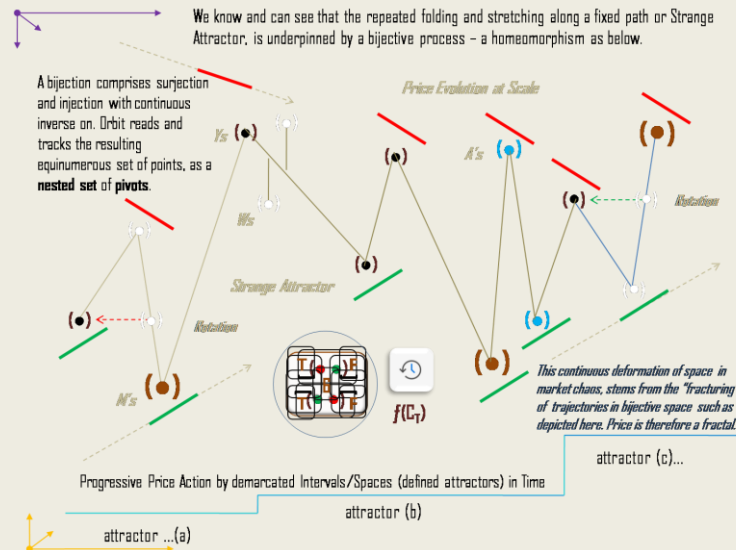 We know and can see that the repeated folding and stretching along a fixed path or Strange
Attractor, is underpinned by a bijective process – a homeomorphism as below.
A bijection comprises surjection
and injection with continuous
inverse on. Orbit reads and
tracks the resulting
equinumerous set of points, as a
nested set of pivots.
Price Evolution at Scale
Ys
A's
Ws
Notation
Strange Attractor
Notation
M's
T F
B
T F
f(CT)
This continuous deformation of space in
market chaos, stems from the "fracturing
of trajectories in bijective space such as
depicted here. Price is therefore a fractal.
Progressive Price Action by demarcated Intervals/Spaces (defined attractors) in Time
attractor ...(a)
attractor (b)
attractor (c)...